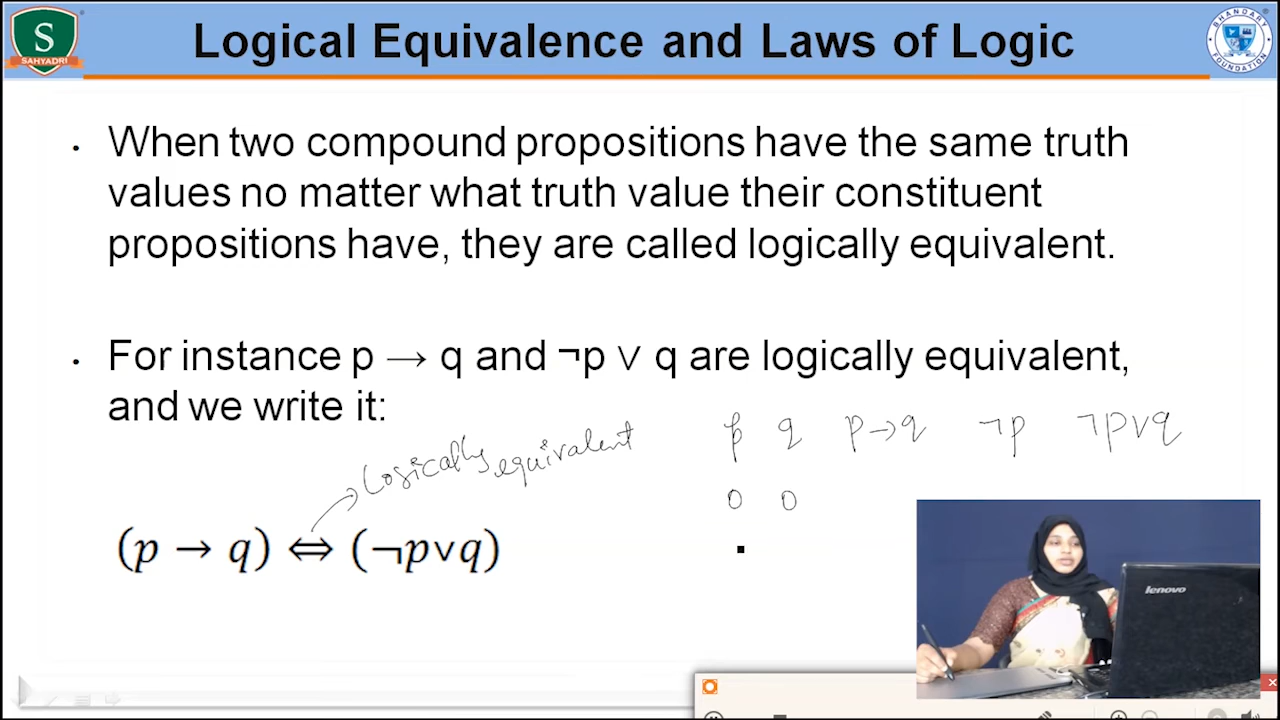 S
SAHYADRI
Logical Equivalence and Laws of Logic
BHANDARY
FOUNDATION
• When two compound propositions have the same truth
values no matter what truth value their constituent
propositions have, they are called logically equivalent.
• For instance p → q and ¬p ∨ q are logically equivalent,
and we write it:
Logically equivalent
(p → q) ⇔ (¬p∨q)
p q p→q ¬p ¬p∨q
0 0
lenovo